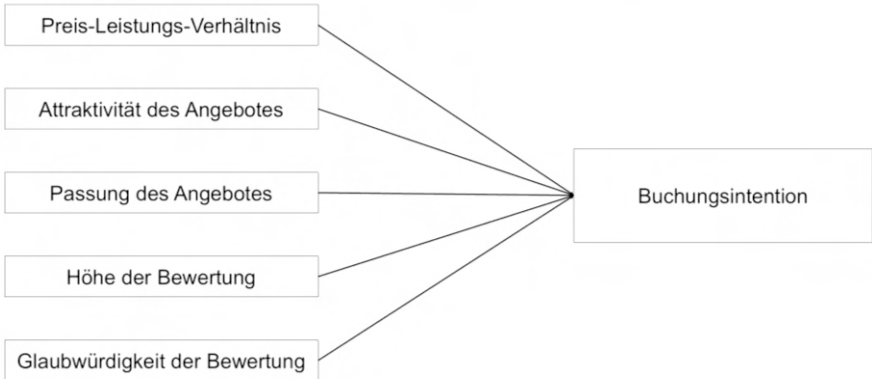 Preis-Leistungs-Verhältnis
Attraktivität des Angebotes
Passung des Angebotes
Buchungsintention
Höhe der Bewertung
Glaubwürdigkeit der Bewertung